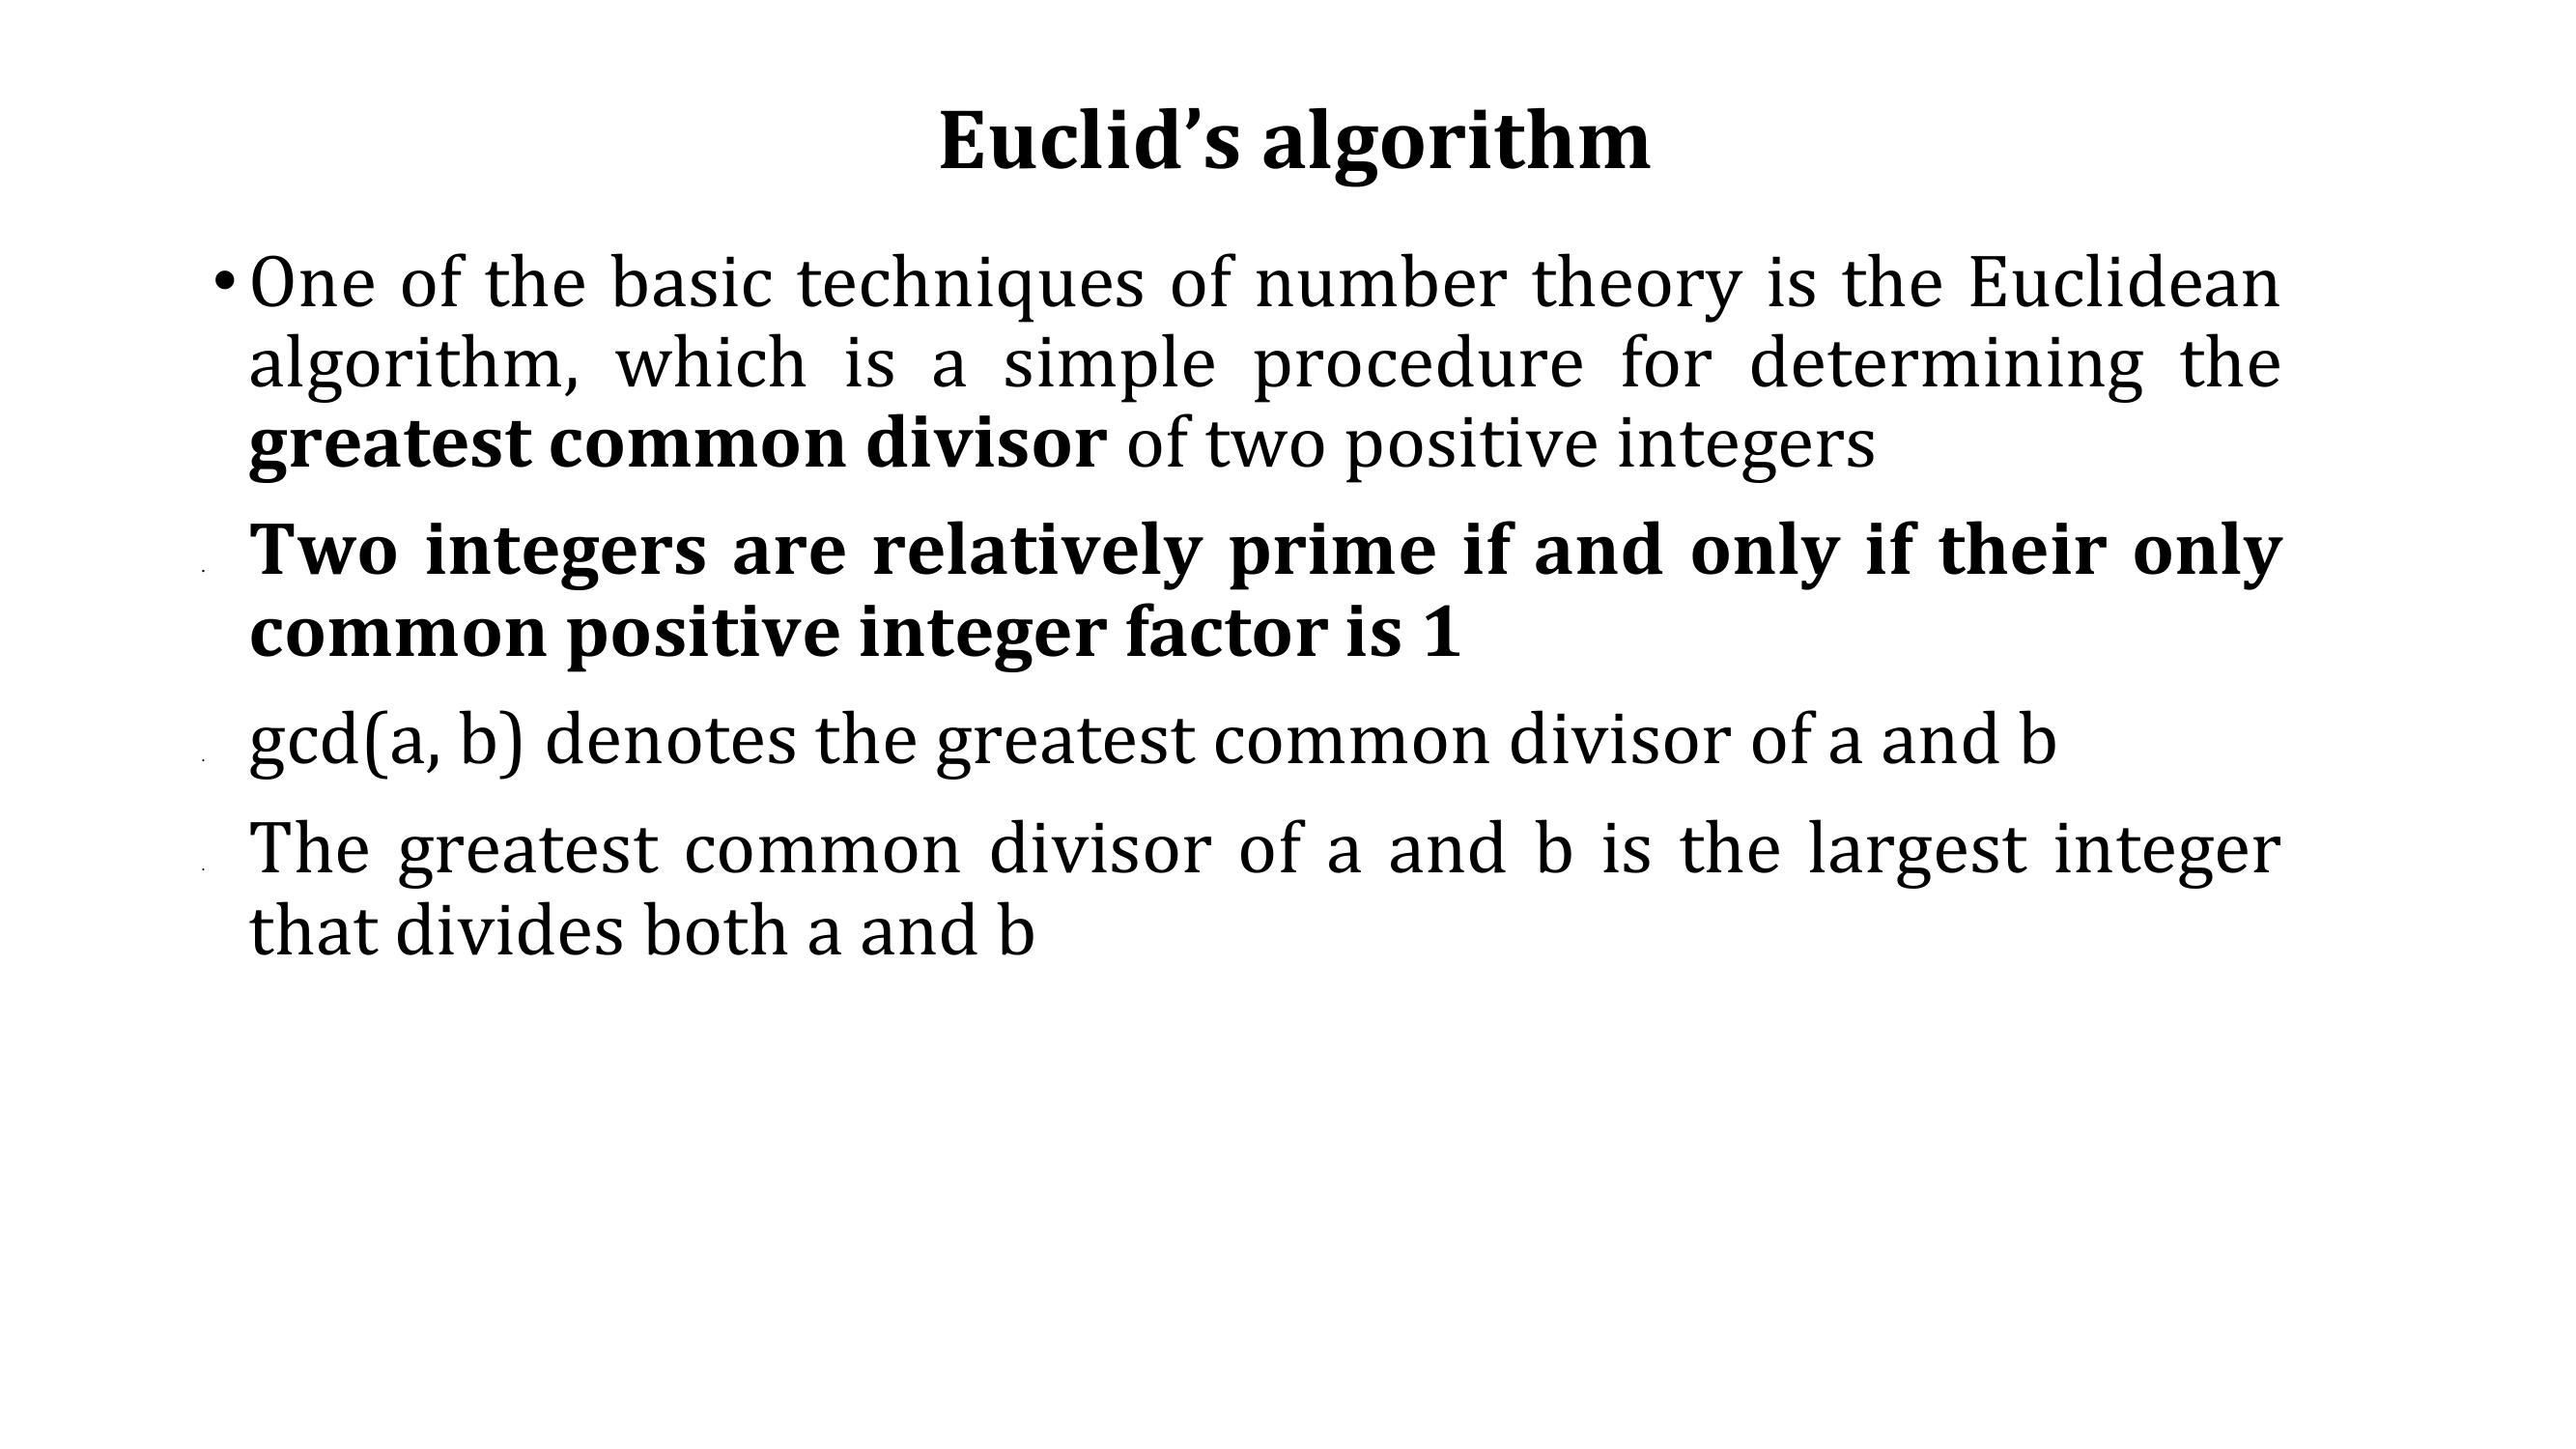 Euclid’s algorithm
• One of the basic techniques of number theory is the Euclidean
algorithm, which is a simple procedure for determining the
greatest common divisor of two positive integers
. Two integers are relatively prime if and only if their only
common positive integer factor is 1
. gcd(a, b) denotes the greatest common divisor of a and b
. The greatest common divisor of a and b is the largest integer
that divides both a and b